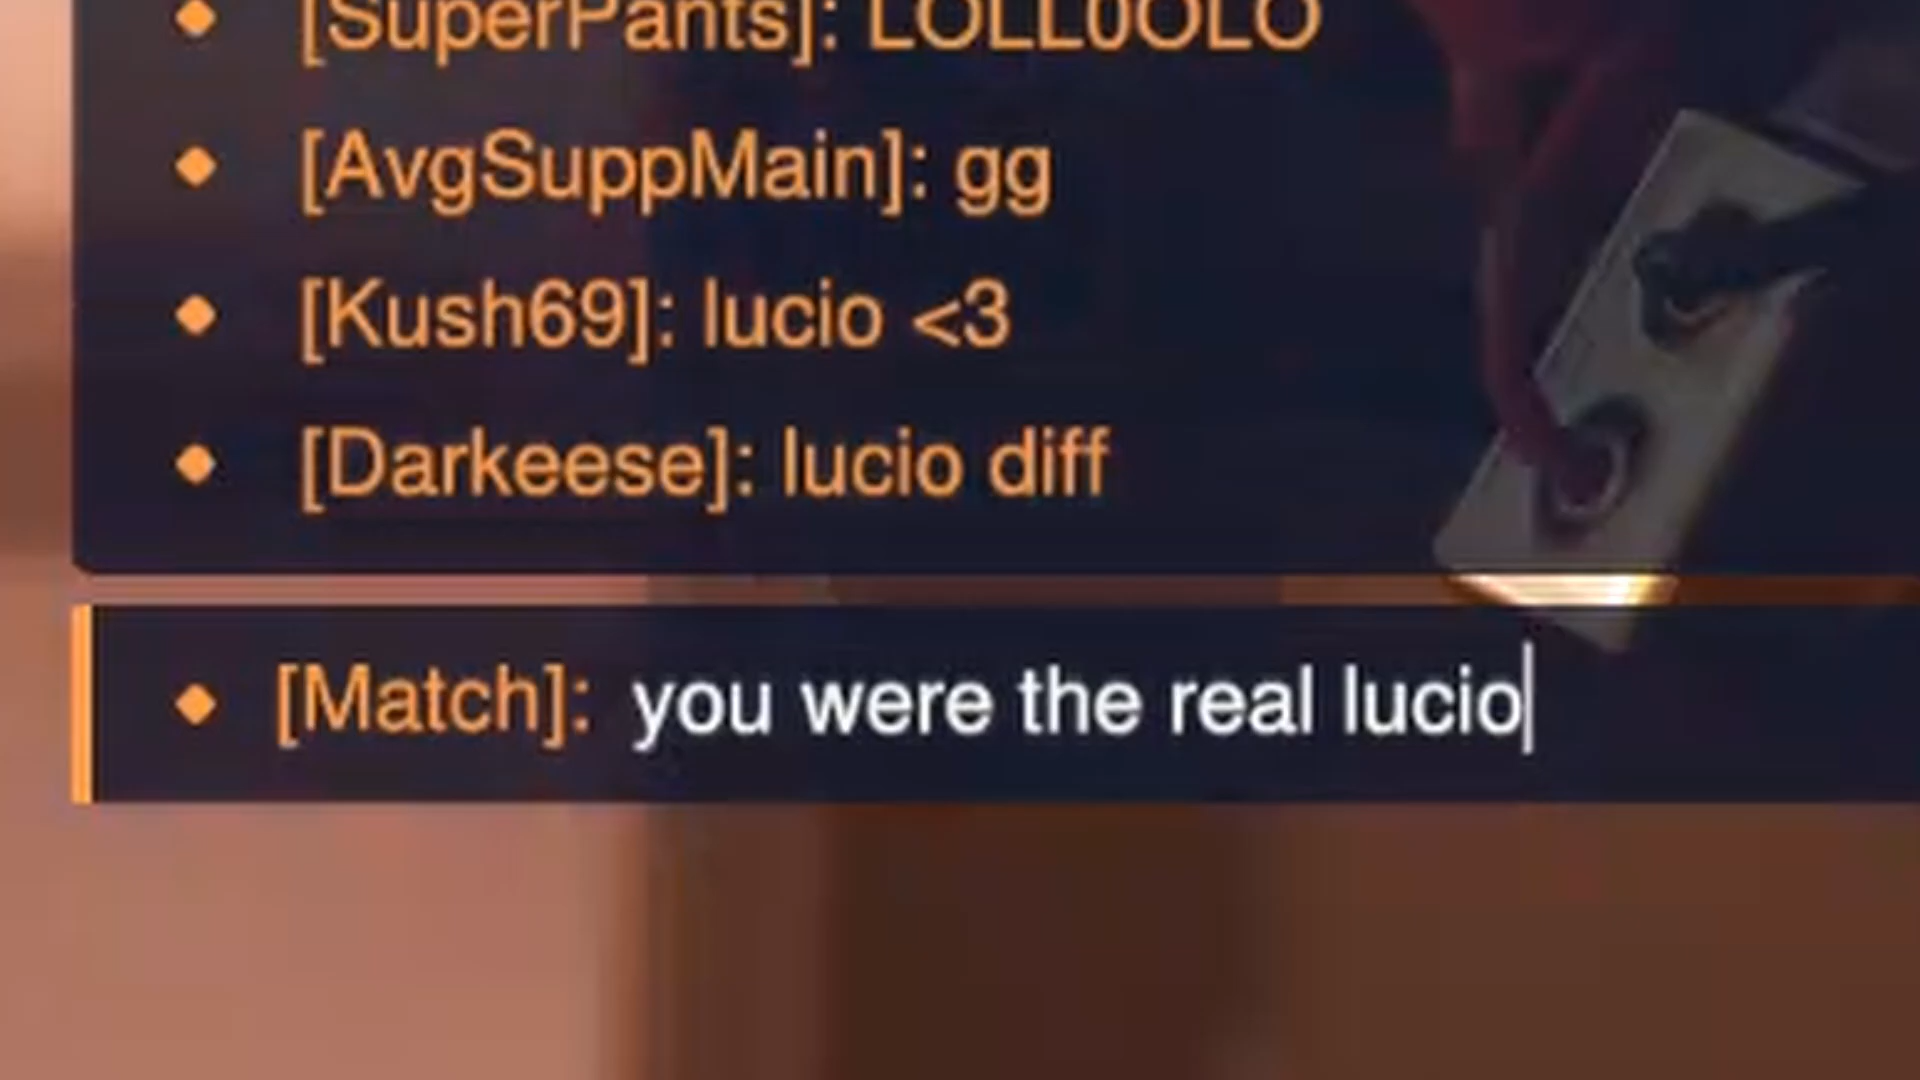 [SuperPants]: LOLL0OLO
[AvgSuppMain]: gg
[Kush69]: lucio <3
[Darkeese]: lucio diff
[Match]: you were the real lucio